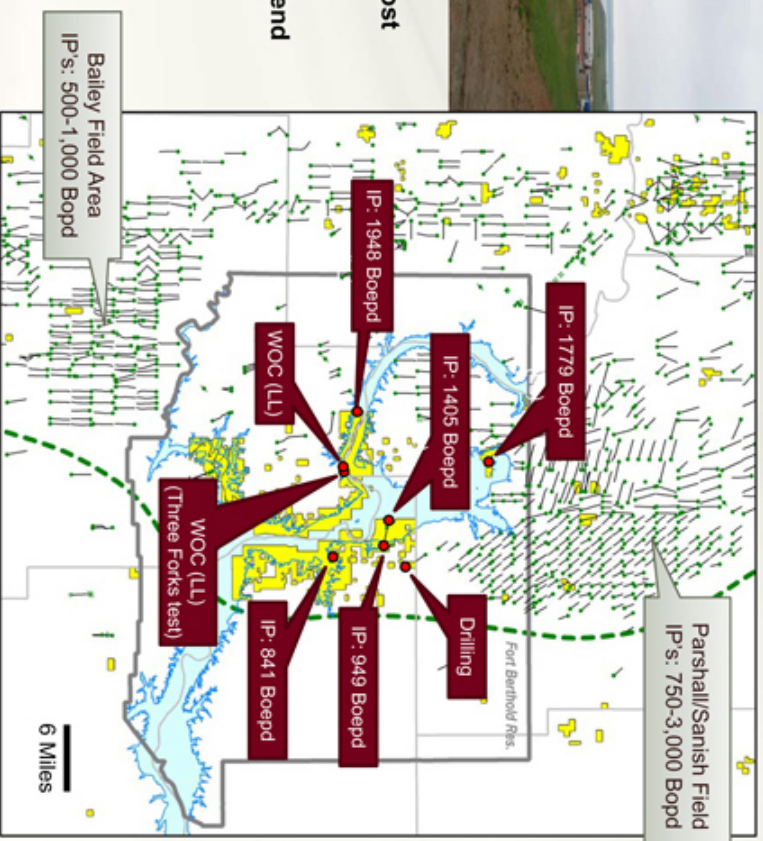 ost
end
Parshall/Sanish Field
IP's: 750-3,000 Bopd
IP: 1779 Boepd
Fort Berthold Res.
IP: 1405 Boepd
Drilling
IP: 1948 Boepd
IP: 949 Boepd
WOC (LL)
IP: 841 Boepd
WOC (LL)
(Three Forks test)
Bailey Field Area
IP's: 500-1,000 Bopd
6 Miles